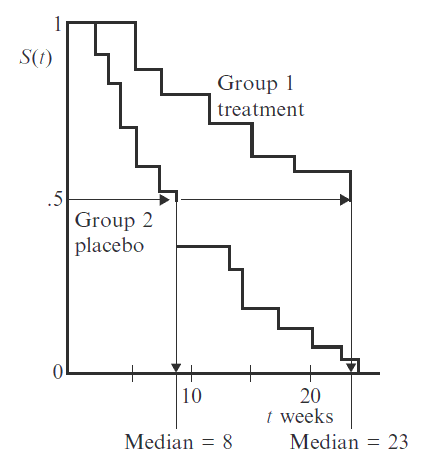 1
S(t)
Group 1
treatment
.5
Group 2
placebo
0
10
20
t weeks
Median = 8
Median = 23